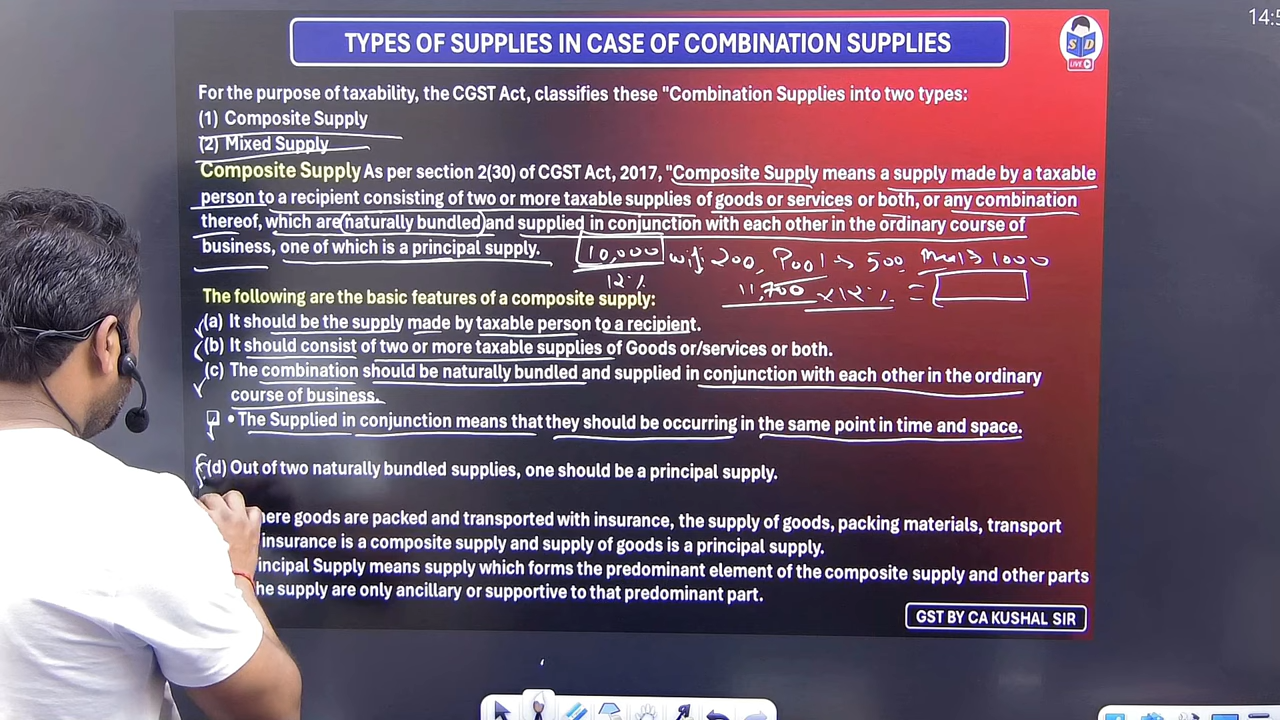 14:5
TYPES OF SUPPLIES IN CASE OF COMBINATION SUPPLIES
S D
LIVE
For the purpose of taxability, the CGST Act, classifies these "Combination Supplies into two types:
(1) Composite Supply
(2) Mixed Supply
Composite Supply As per section 2(30) of CGST Act, 2017, "Composite Supply means a supply made by a taxable
person to a recipient consisting of two or more taxable supplies of goods or services or both, or any combination
thereof, which are naturally bundled and supplied in conjunction with each other in the ordinary course of
business, one of which is a principal supply.
10,000 wifi 200, Pool → 500, Meal → 1000
12%
11,700 x 12% =
The following are the basic features of a composite supply:
(a) It should be the supply made by taxable person to a recipient.
(b) It should consist of two or more taxable supplies of Goods or/services or both.
(c) The combination should be naturally bundled and supplied in conjunction with each other in the ordinary
course of business.
• The Supplied in conjunction means that they should be occurring in the same point in time and space.
(d) Out of two naturally bundled supplies, one should be a principal supply.
here goods are packed and transported with insurance, the supply of goods, packing materials, transport
insurance is a composite supply and supply of goods is a principal supply.
incipal Supply means supply which forms the predominant element of the composite supply and other parts
he supply are only ancillary or supportive to that predominant part.
GST BY CA KUSHAL SIR